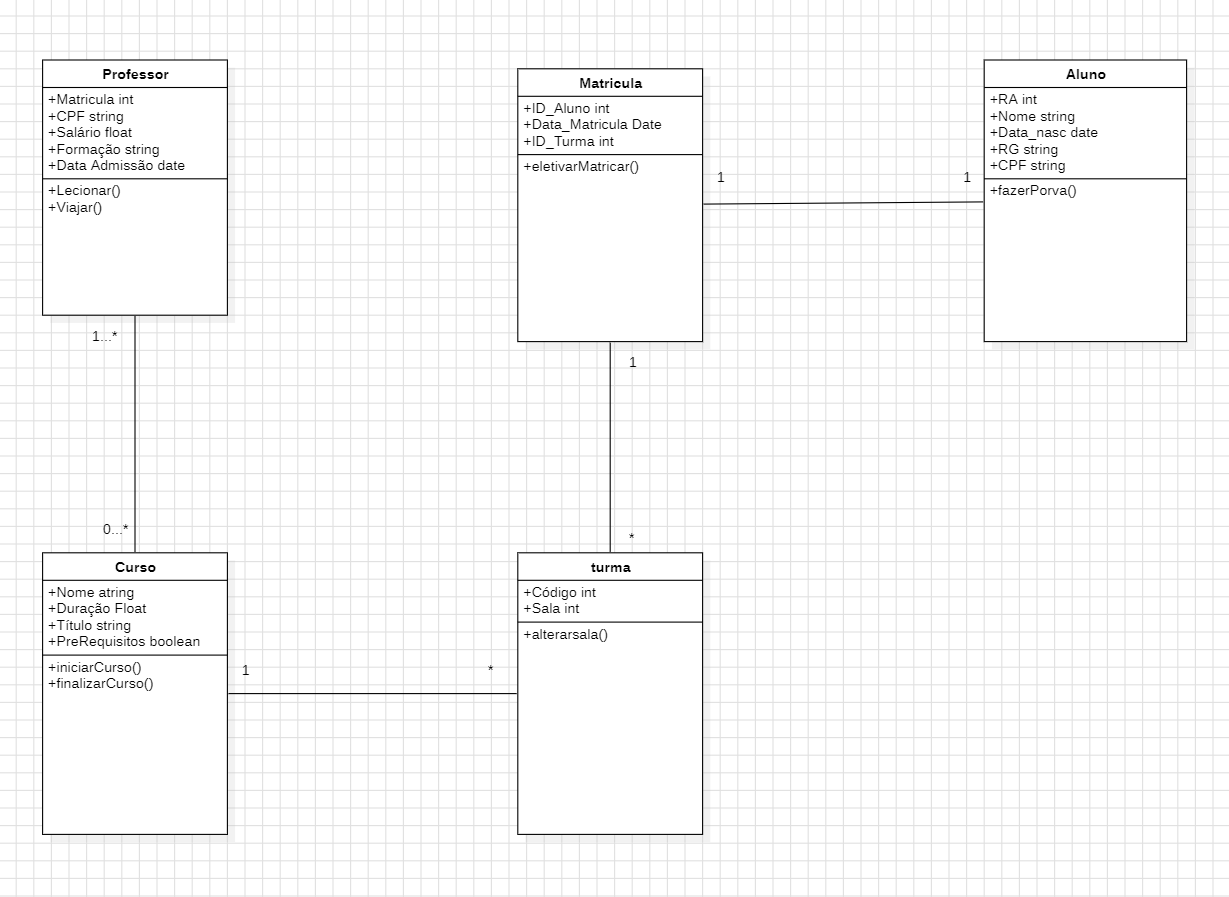 Professor
+Matricula int
+CPF string
+Salário float
+Formação string
+Data Admissão date
+Lecionar()
+Viajar()
Matricula
+ID_Aluno int
+Data_Matricula Date
+ID_Turma int
+eletivarMatricar()
Aluno
+RA int
+Nome string
+Data_nasc date
+RG string
+CPF string
+fazerPorva()
1
1
1...*
0...*
1
*
Curso
+Nome atring
+Duração Float
+Título string
+PreRequisitos boolean
+iniciarCurso()
+finalizarCurso()
1
*
turma
+Código int
+Sala int
+alterarsala()